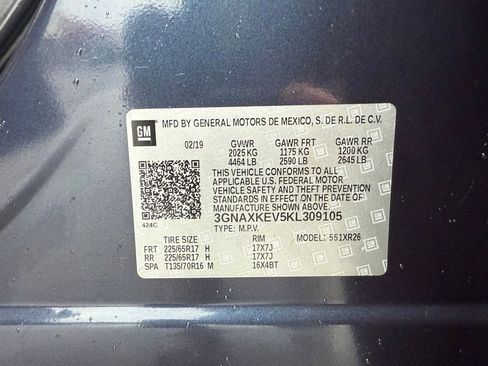 GM
MFD BY GENERAL MOTORS DE MEXICO, S. DE R.L. DE C.V.
02/19 GVWR GAWR FRT GAWR RR
2025 KG 1175 KG 1200 KG
4464 LB 2590 LB 2645 LB
THIS VEHICLE CONFORMS TO ALL
APPLICABLE U.S. FEDERAL MOTOR
VEHICLE SAFETY AND THEFT PREVENTION
STANDARDS IN EFFECT ON THE DATE OF
MANUFACTURE SHOWN ABOVE.
3GNAXKEV5KL309105
424C TYPE: M.P.V. MODEL: 551XR26
TIRE SIZE RIM
FRT 225/65R17 H 17X7J
RR 225/65R17 H 17X7J
SPA T135/70R16 M 16X4BT